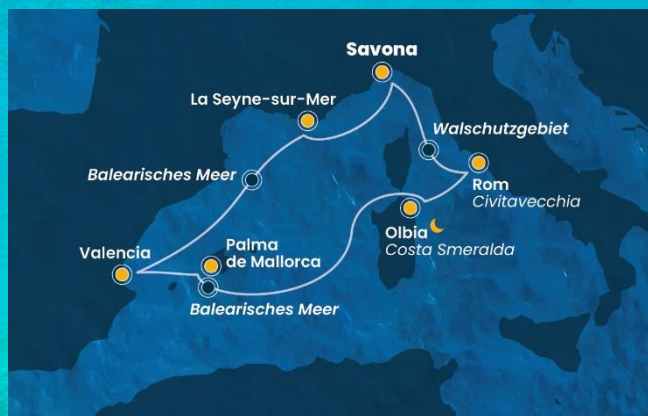 Savona
La Seyne-sur-Mer
Walschutzgebiet
Balearisches Meer
Rom
Civitavecchia
Olbia
Costa Smeralda
Valencia
Palma
de Mallorca
Balearisches Meer